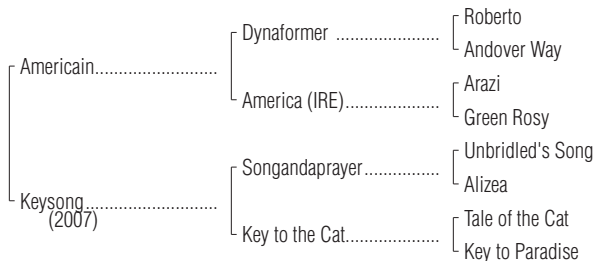 Roberto
Dynaformer ....................
Andover Way
Americain........................
Arazi
America (IRE)..................
Green Rosy
Unbridled's Song
Songandaprayer..............
Alizea
Keysong..........................
(2007)
Tale of the Cat
Key to the Cat..................
Key to Paradise